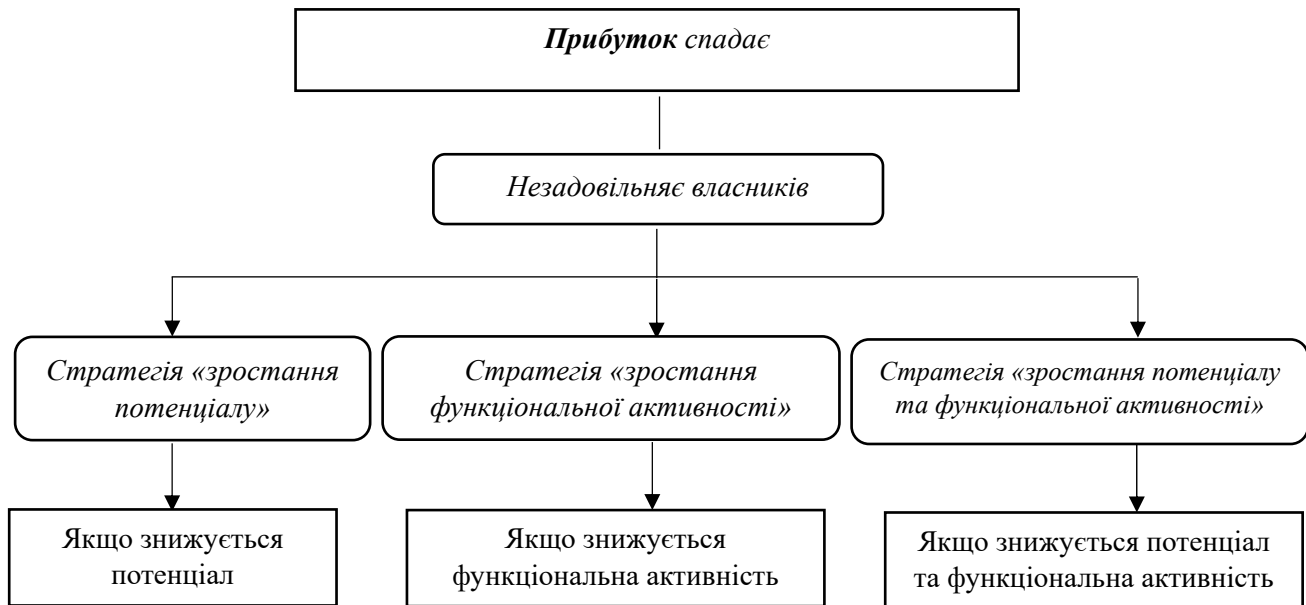 Прибуток спадає
Незадовільняє власників
Стратегія «зростання
потенціалу»
Стратегія «зростання
функціональної активності»
Стратегія «зростання потенціалу
та функціональної активності»
Якщо знижується
потенціал
Якщо знижується
функціональна активність
Якщо знижується потенціал
та функціональна активність